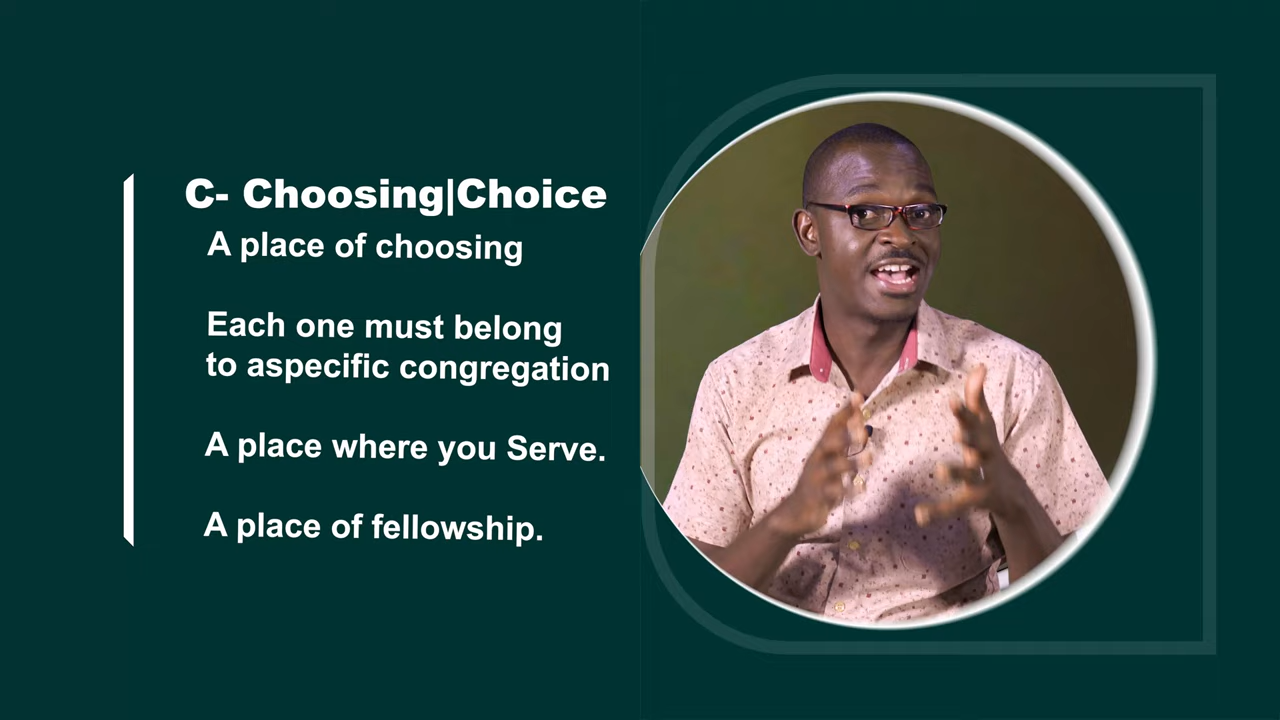 C- Choosing|Choice
A place of choosing
Each one must belong
to aspecific congregation
A place where you Serve.
A place of fellowship.